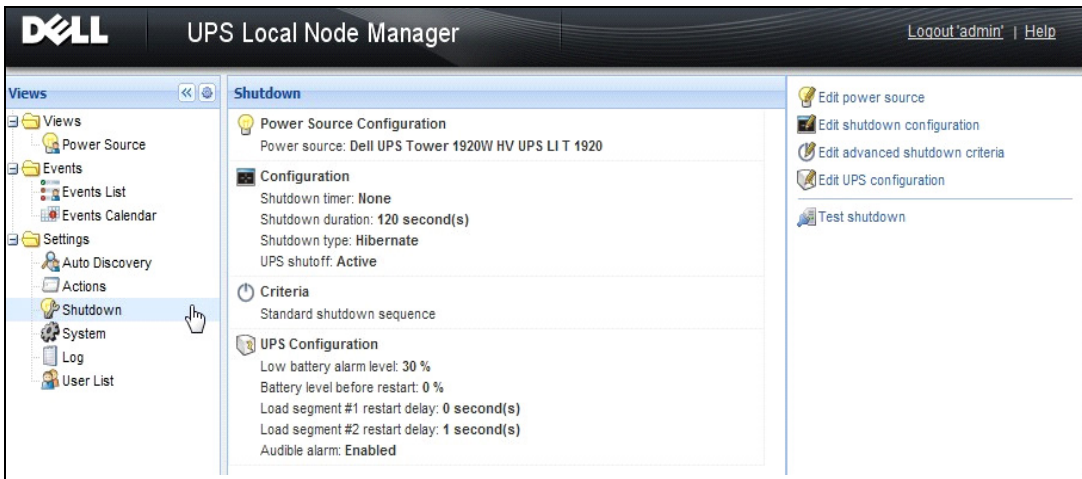 DELL
UPS Local Node Manager
Logout 'admin' | Help
Views
Views
Power Source
Events
Events List
Events Calendar
Settings
Auto Discovery
Actions
Shutdown
System
Log
User List
Shutdown
Power Source Configuration
Power source: Dell UPS Tower 1920W HV UPS LI T 1920
Configuration
Shutdown timer: None
Shutdown duration: 120 second(s)
Shutdown type: Hibernate
UPS shutoff: Active
Criteria
Standard shutdown sequence
UPS Configuration
Low battery alarm level: 30 %
Battery level before restart: 0 %
Load segment #1 restart delay: 0 second(s)
Load segment #2 restart delay: 1 second(s)
Audible alarm: Enabled
Edit power source
Edit shutdown configuration
Edit advanced shutdown criteria
Edit UPS configuration
Test shutdown